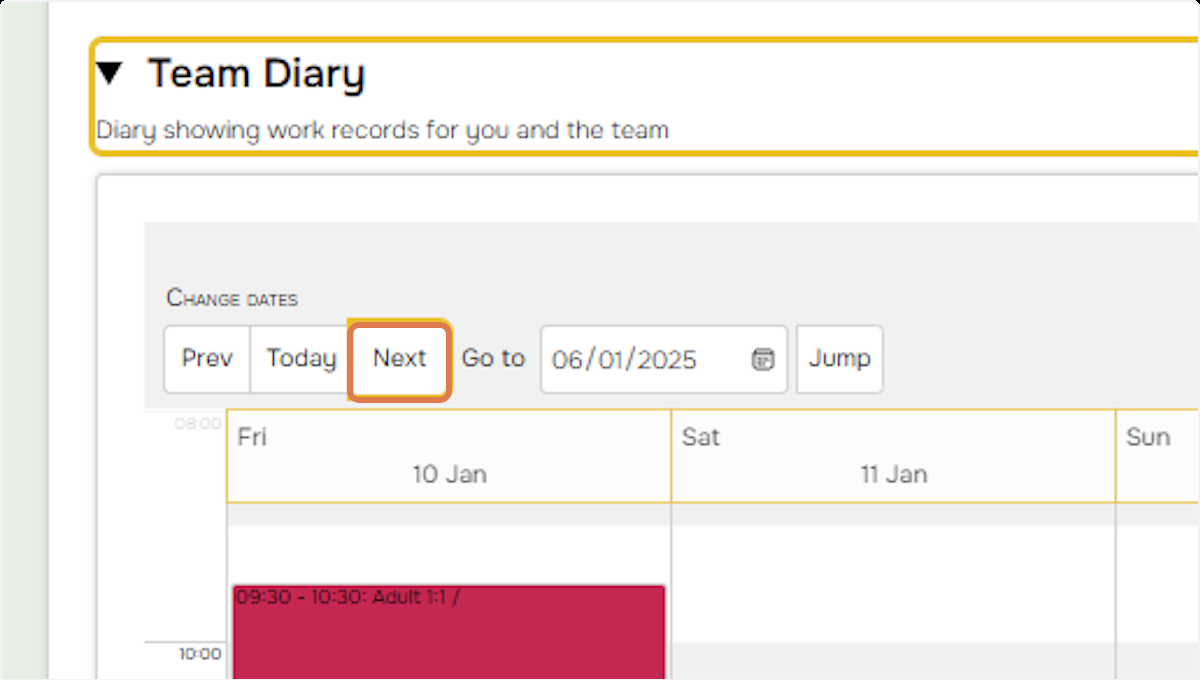 Team Diary
Diary showing work records for you and the team
Change dates
Prev Today Next Go to 06/01/2025 Jump
08:00
Fri Sat Sun
10 Jan 11 Jan
09:30 - 10:30: Adult 1:1 /
10:00